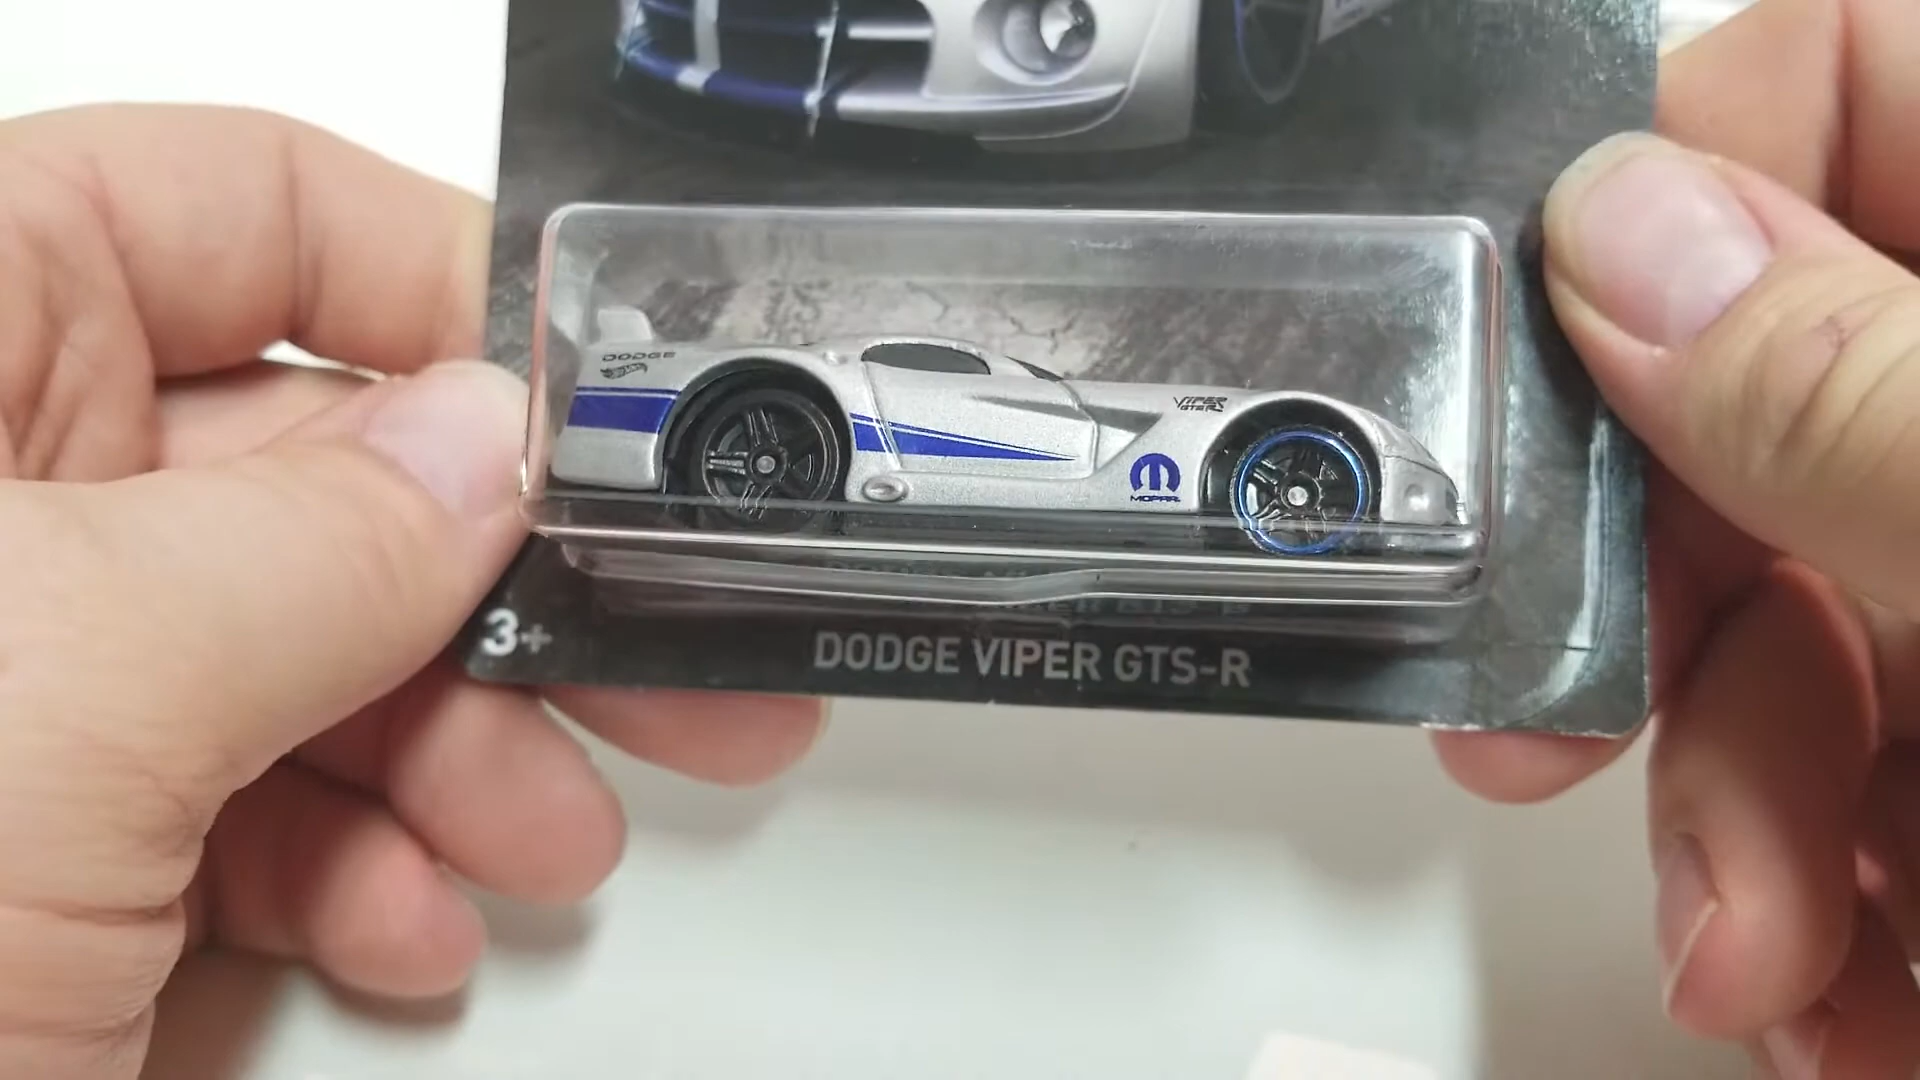 DODGE
VIPER
GTS-R
MOPAR
3+
DODGE VIPER GTS-R